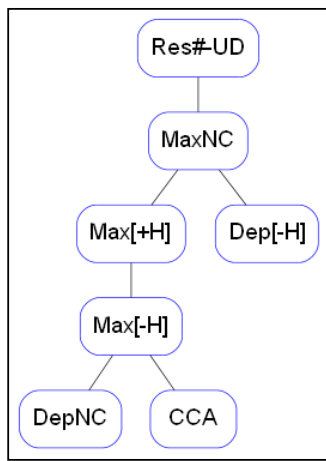 Res#-UD
MaxNC
Max[+H] Dep[-H]
Max[-H]
DepNC CCA